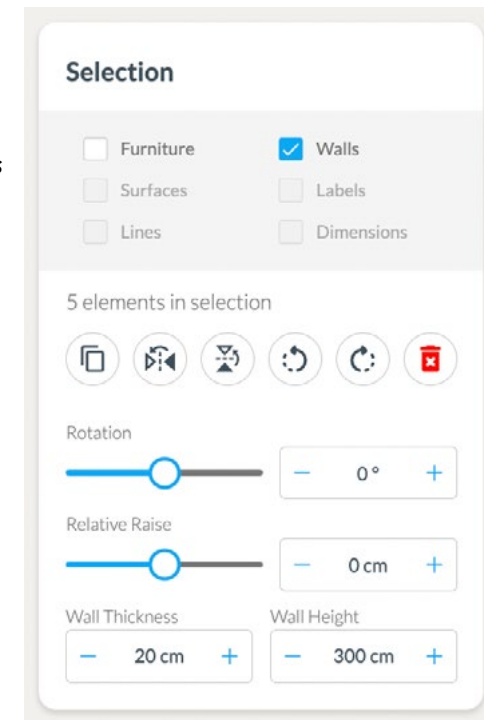 Selection
Furniture Walls
s
Surfaces Labels
Lines Dimensions
5 elements in selection
Rotation
− 0° +
Relative Raise
− 0 cm +
Wall Thickness Wall Height
− 20 cm + − 300 cm +